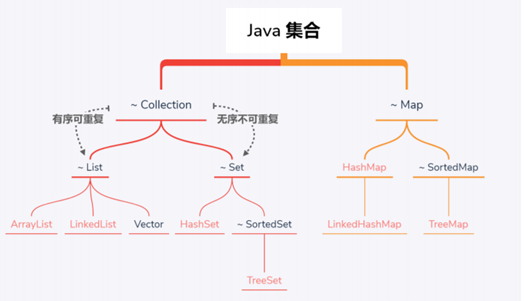 Java 集合
~ Collection
~ Map
有序可重复
无序不可重复
~ List
~ Set
HashMap
~ SortedMap
ArrayList
LinkedList
Vector
HashSet
~ SortedSet
LinkedHashMap
TreeMap
TreeSet